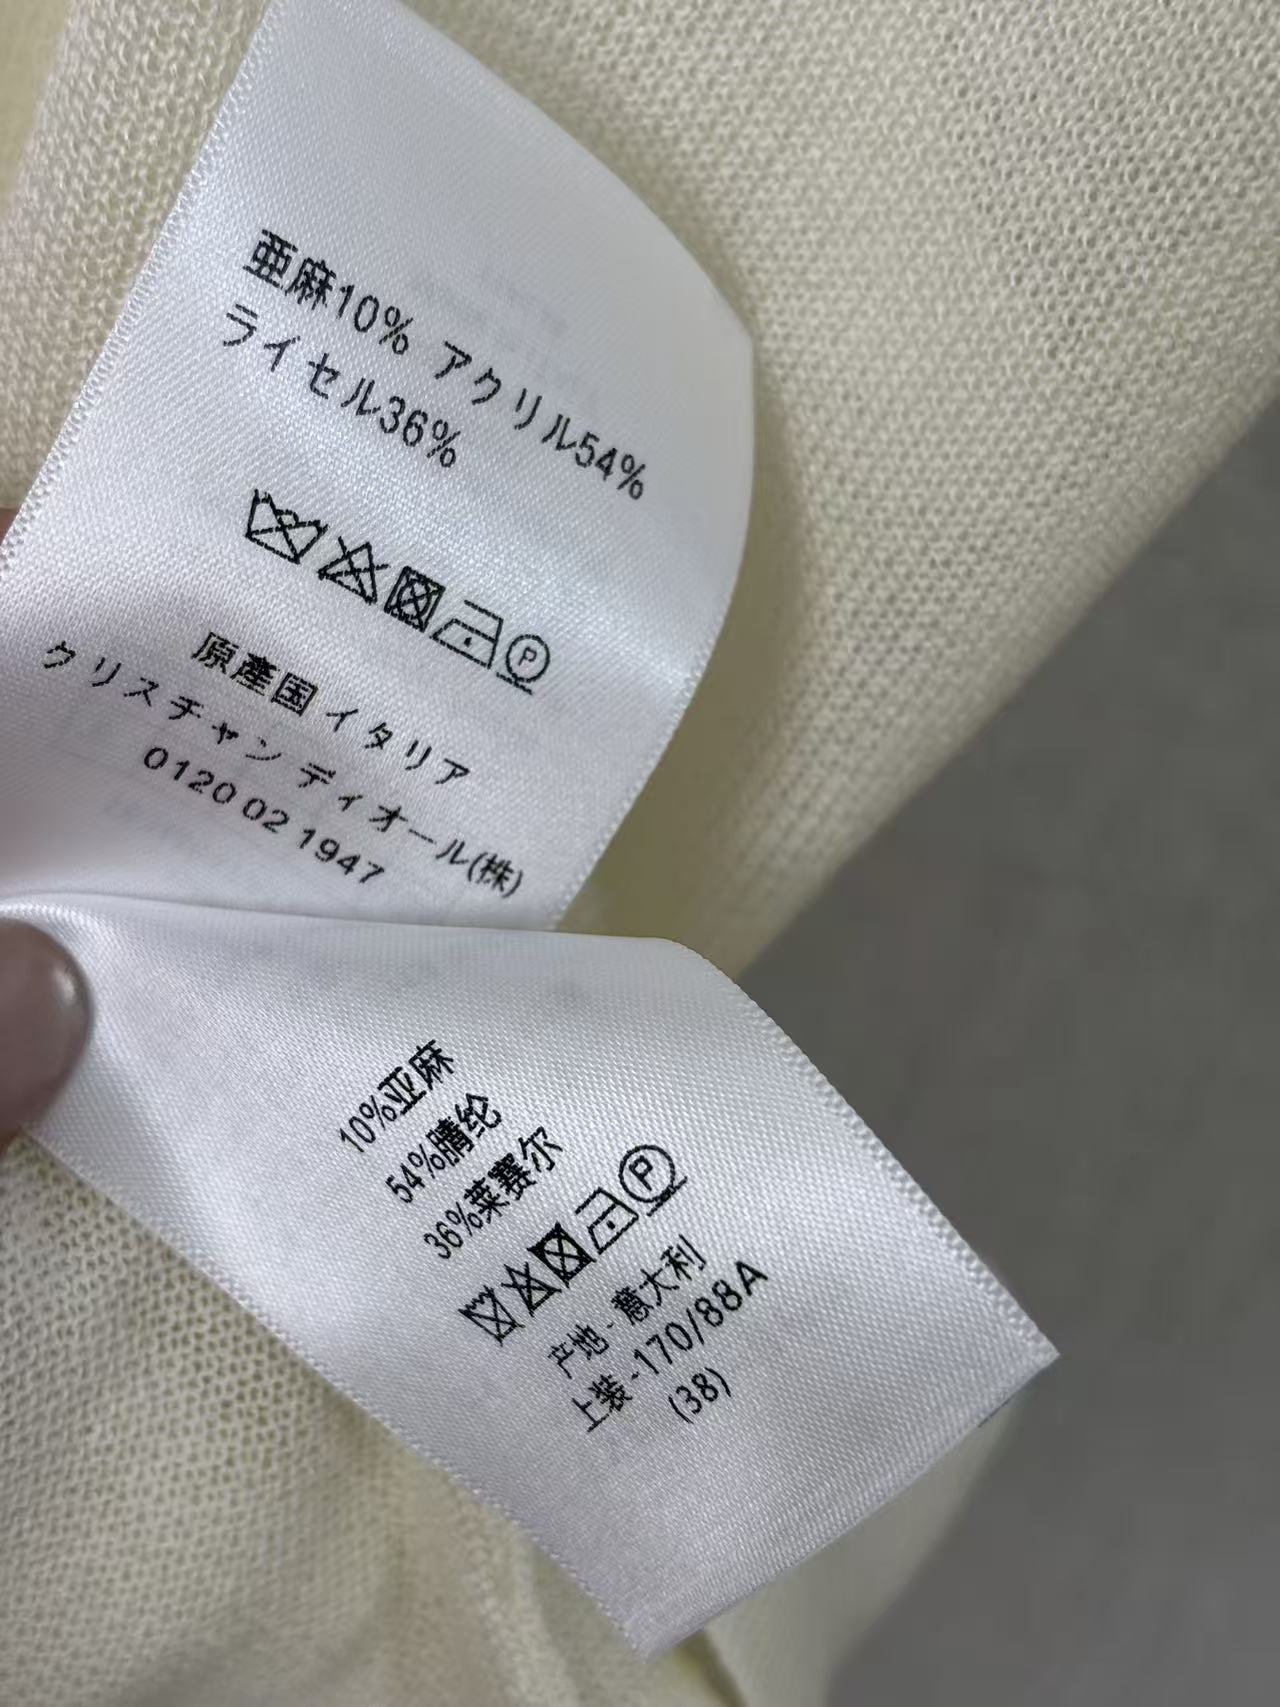 亜麻10% アクリル54%
ライセル36%
P
原産国 イタリア
クリスチャン ディオール(株)
0120 02 1947
10%亚麻
54%腈纶
36%莱赛尔
P
产地 - 意大利
上装 - 170/88A
(38)